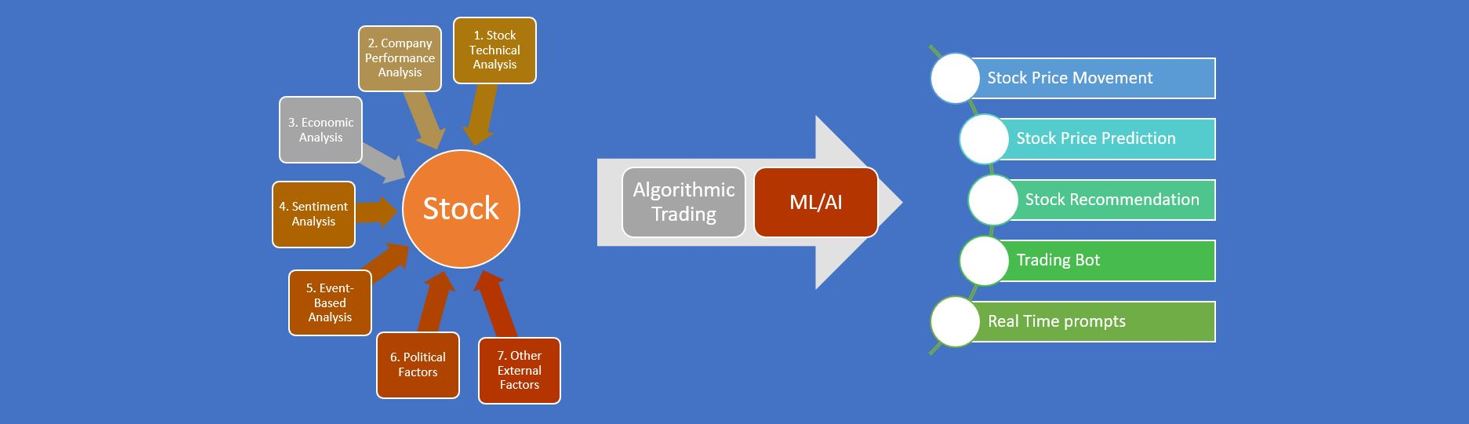 1. Stock
Technical
Analysis
2. Company
Performance
Analysis
3. Economic
Analysis
4. Sentiment
Analysis
5. Event-
Based
Analysis
6. Political
Factors
7. Other
External
Factors
Stock
Algorithmic
Trading
ML/AI
Stock Price Movement
Stock Price Prediction
Stock Recommendation
Trading Bot
Real Time prompts